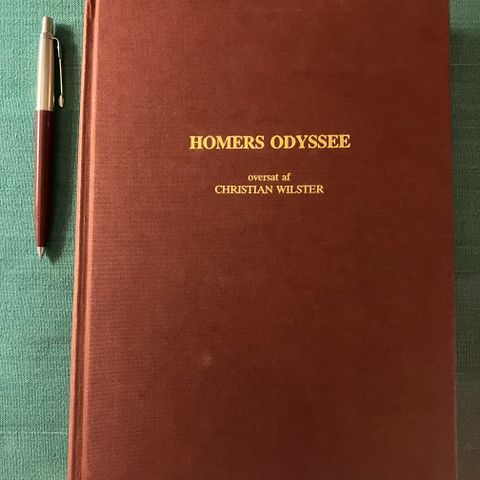 HOMERS ODYSSEE
oversat af
CHRISTIAN WILSTER